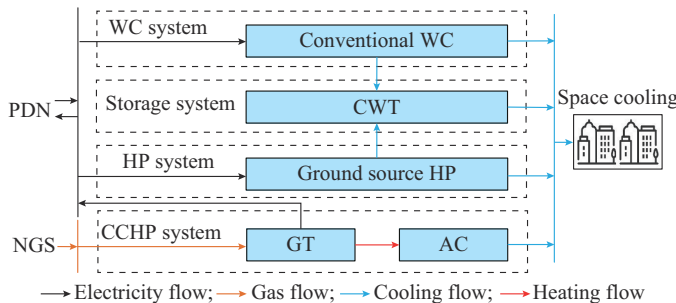 WC system
Conventional WC
PDN
Storage system
CWT
Space cooling
HP system
Ground source HP
NGS
CCHP system
GT
AC
Electricity flow; Gas flow; Cooling flow; Heating flow